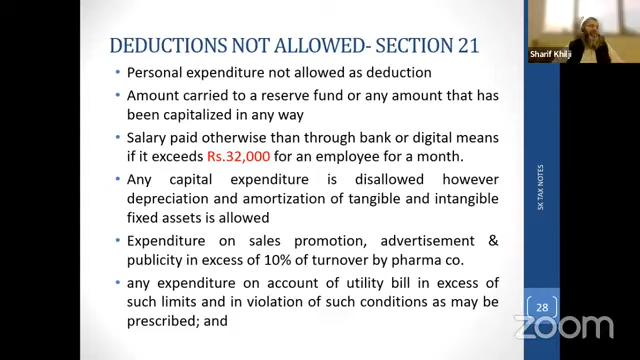 DEDUCTIONS NOT ALLOWED- SECTION 21
• Personal expenditure not allowed as deduction
• Amount carried to a reserve fund or any amount that has
been capitalized in any way
• Salary paid otherwise than through bank or digital means
if it exceeds Rs.32,000 for an employee for a month.
• Any capital expenditure is disallowed however
depreciation and amortization of tangible and intangible
fixed assets is allowed
• Expenditure on sales promotion, advertisement &
publicity in excess of 10% of turnover by pharma co.
• any expenditure on account of utility bill in excess of
such limits and in violation of such conditions as may be
prescribed; and
Sharif Khilji
SK TAX NOTES
28
zoom